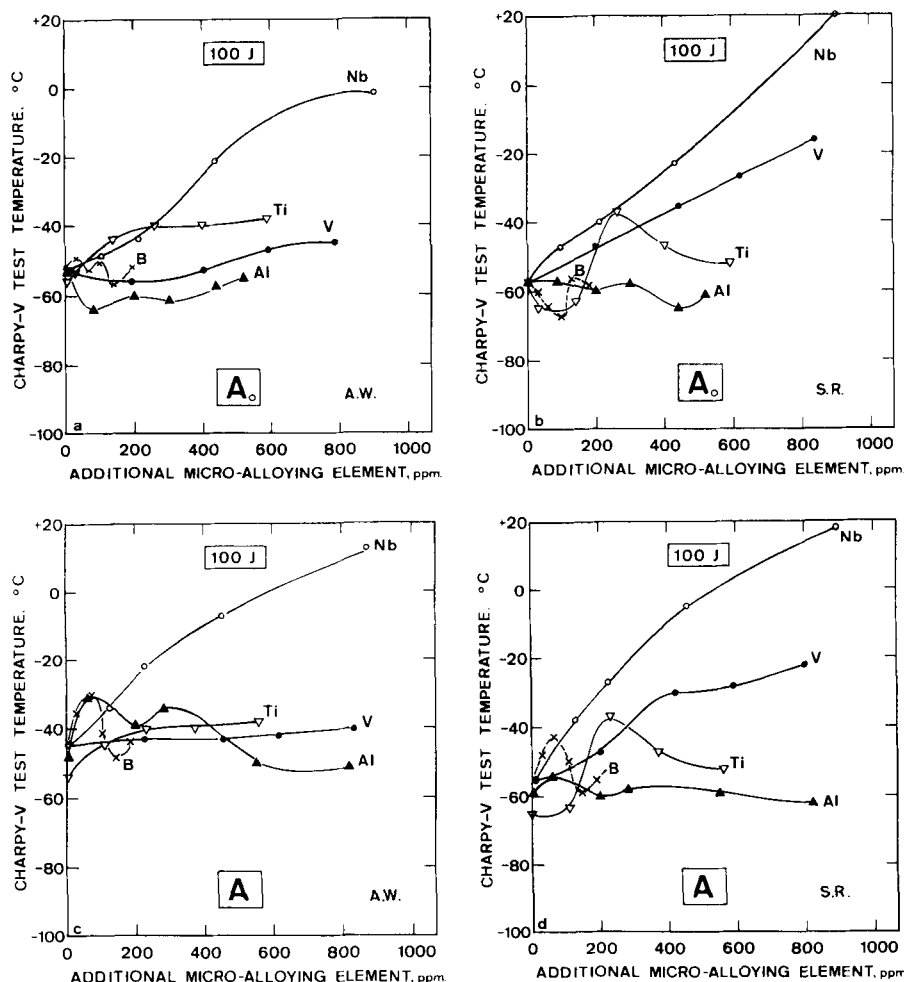 +20
0
-20
-40
-60
-80
-100
CHARPY-V TEST TEMPERATURE. °C
100 J
Nb
Ti
V
B
Al
A₀
A.W.
a
0 200 400 600 800 1000
ADDITIONAL MICRO-ALLOYING ELEMENT, ppm.
+20
0
-20
-40
-60
-80
-100
CHARPY-V TEST TEMPERATURE. °C
100 J
Nb
V
Ti
B
Al
A₀
S.R.
b
0 200 400 600 800 1000
ADDITIONAL MICRO-ALLOYING ELEMENT, ppm.
+20
0
-20
-40
-60
-80
-100
CHARPY-V TEST TEMPERATURE. °C
100 J
Nb
Ti
V
B
Al
A
A.W.
c
0 200 400 600 800 1000
ADDITIONAL MICRO-ALLOYING ELEMENT, ppm.
+20
0
-20
-40
-60
-80
-100
CHARPY-V TEST TEMPERATURE. °C
100 J
Nb
V
Ti
B
Al
A
S.R.
d
0 200 400 600 800 1000
ADDITIONAL MICRO-ALLOYING ELEMENT, ppm.